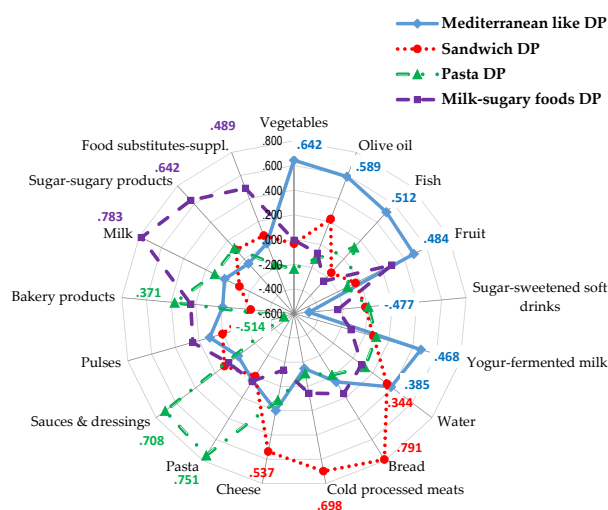 Mediterranean like DP
Sandwich DP
Pasta DP
Milk-sugary foods DP
Vegetables
.489
.800
.642
Olive oil
Food substitutes-suppl.
.589
.642
.600
Fish
Sugar-sugary products
.400
.512
.783
.200
Fruit
Milk
.484
.000
.371
-.200
-.477
Sugar-sweetened soft
drinks
Bakery products
-.400
-.514
.600
.468
Yogur-fermented milk
Pulses
.385
.344
Water
Sauces & dressings
.708
.791
.751
Pasta
.537
Bread
Cheese
Cold processed meats
.698